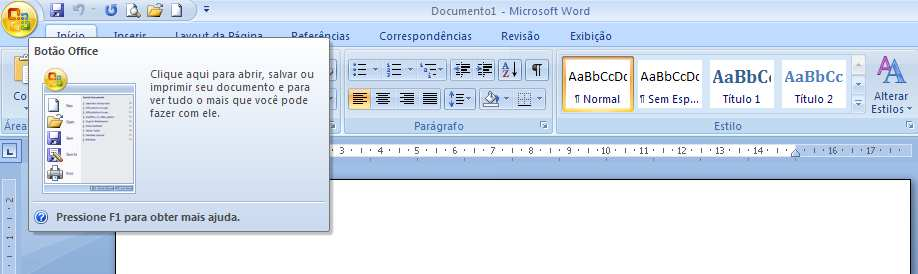 Documento1 - Microsoft Word
Início Inserir Layout da Página Referências Correspondências Revisão Exibição
Botão Office
Clique aqui para abrir, salvar ou
imprimir seu documento e para
ver tudo o mais que você pode
fazer com ele.
Pressione F1 para obter mais ajuda.
Área
Parágrafo
AaBbCcDc AaBbCcDc AaBbCc AaBbCc
¶ Normal ¶ Sem Esp... Título 1 Título 2
Alterar
Estilos
Estilo
3 4 5 6 7 8 9 10 11 12 13 14 16 17
2
1